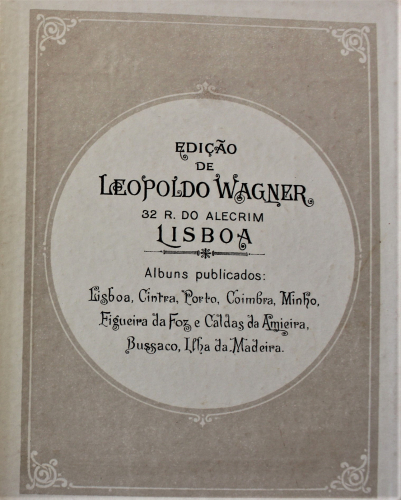 EDIÇÃO
DE
LEOPOLDO WAGNER
32 R. DO ALECRIM
LISBOA
Albuns publicados:
Lisboa, Cintra, Porto, Coimbra, Minho,
Figueira da Foz e Caldas da Amieira,
Bussaco, Ilha da Madeira.